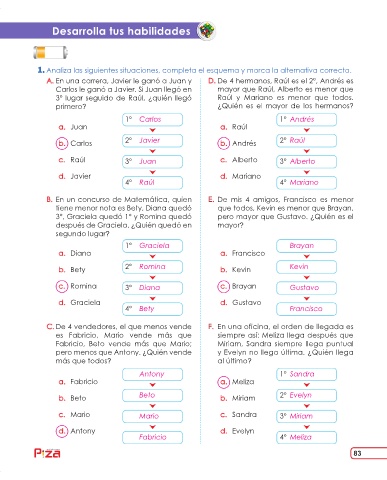 Desarrolla tus habilidades
1. Analiza las siguientes situaciones, completa el esquema y marca la alternativa correcta.
A. En una carrera, Javier le ganó a Juan y
Carlos le ganó a Javier. Si Juan llegó en
3° lugar seguido de Raúl, ¿quién llegó
primero?
1° Carlos
a. Juan
b. Carlos
2° Javier
c. Raúl
3° Juan
d. Javier
4° Raúl
B. En un concurso de Matemática, quien
tiene menor nota es Bety, Diana quedó
3°, Graciela quedó 1° y Romina quedó
después de Graciela. ¿Quién quedó en
segundo lugar?
1° Graciela
a. Diana
b. Bety
2° Romina
c. Romina
3° Diana
d. Graciela
4° Bety
C. De 4 vendedores, el que menos vende
es Fabricio. Mario vende más que
Fabricio, Beto vende más que Mario;
pero menos que Antony. ¿Quién vende
más que todos?
Antony
a. Fabricio
b. Beto
Beto
c. Mario
Mario
d. Antony
Fabricio
D. De 4 hermanos, Raúl es el 2°, Andrés es
mayor que Raúl, Alberto es menor que
Raúl y Mariano es menor que todos.
¿Quién es el mayor de los hermanos?
1° Andrés
a. Raúl
b. Andrés
2° Raúl
c. Alberto
3° Alberto
d. Mariano
4° Mariano
E. De mis 4 amigos, Francisco es menor
que todos, Kevin es menor que Brayan,
pero mayor que Gustavo. ¿Quién es el
mayor?
Brayan
a. Francisco
b. Kevin
Kevin
c. Brayan
Gustavo
d. Gustavo
Francisco
F. En una oficina, el orden de llegada es
siempre así: Meliza llega después que
Miriam, Sandra siempre llega puntual
y Evelyn no llega última. ¿Quién llega
al último?
1° Sandra
a. Meliza
b. Miriam
2° Evelyn
c. Sandra
3° Miriam
d. Evelyn
4° Meliza
Piza
83